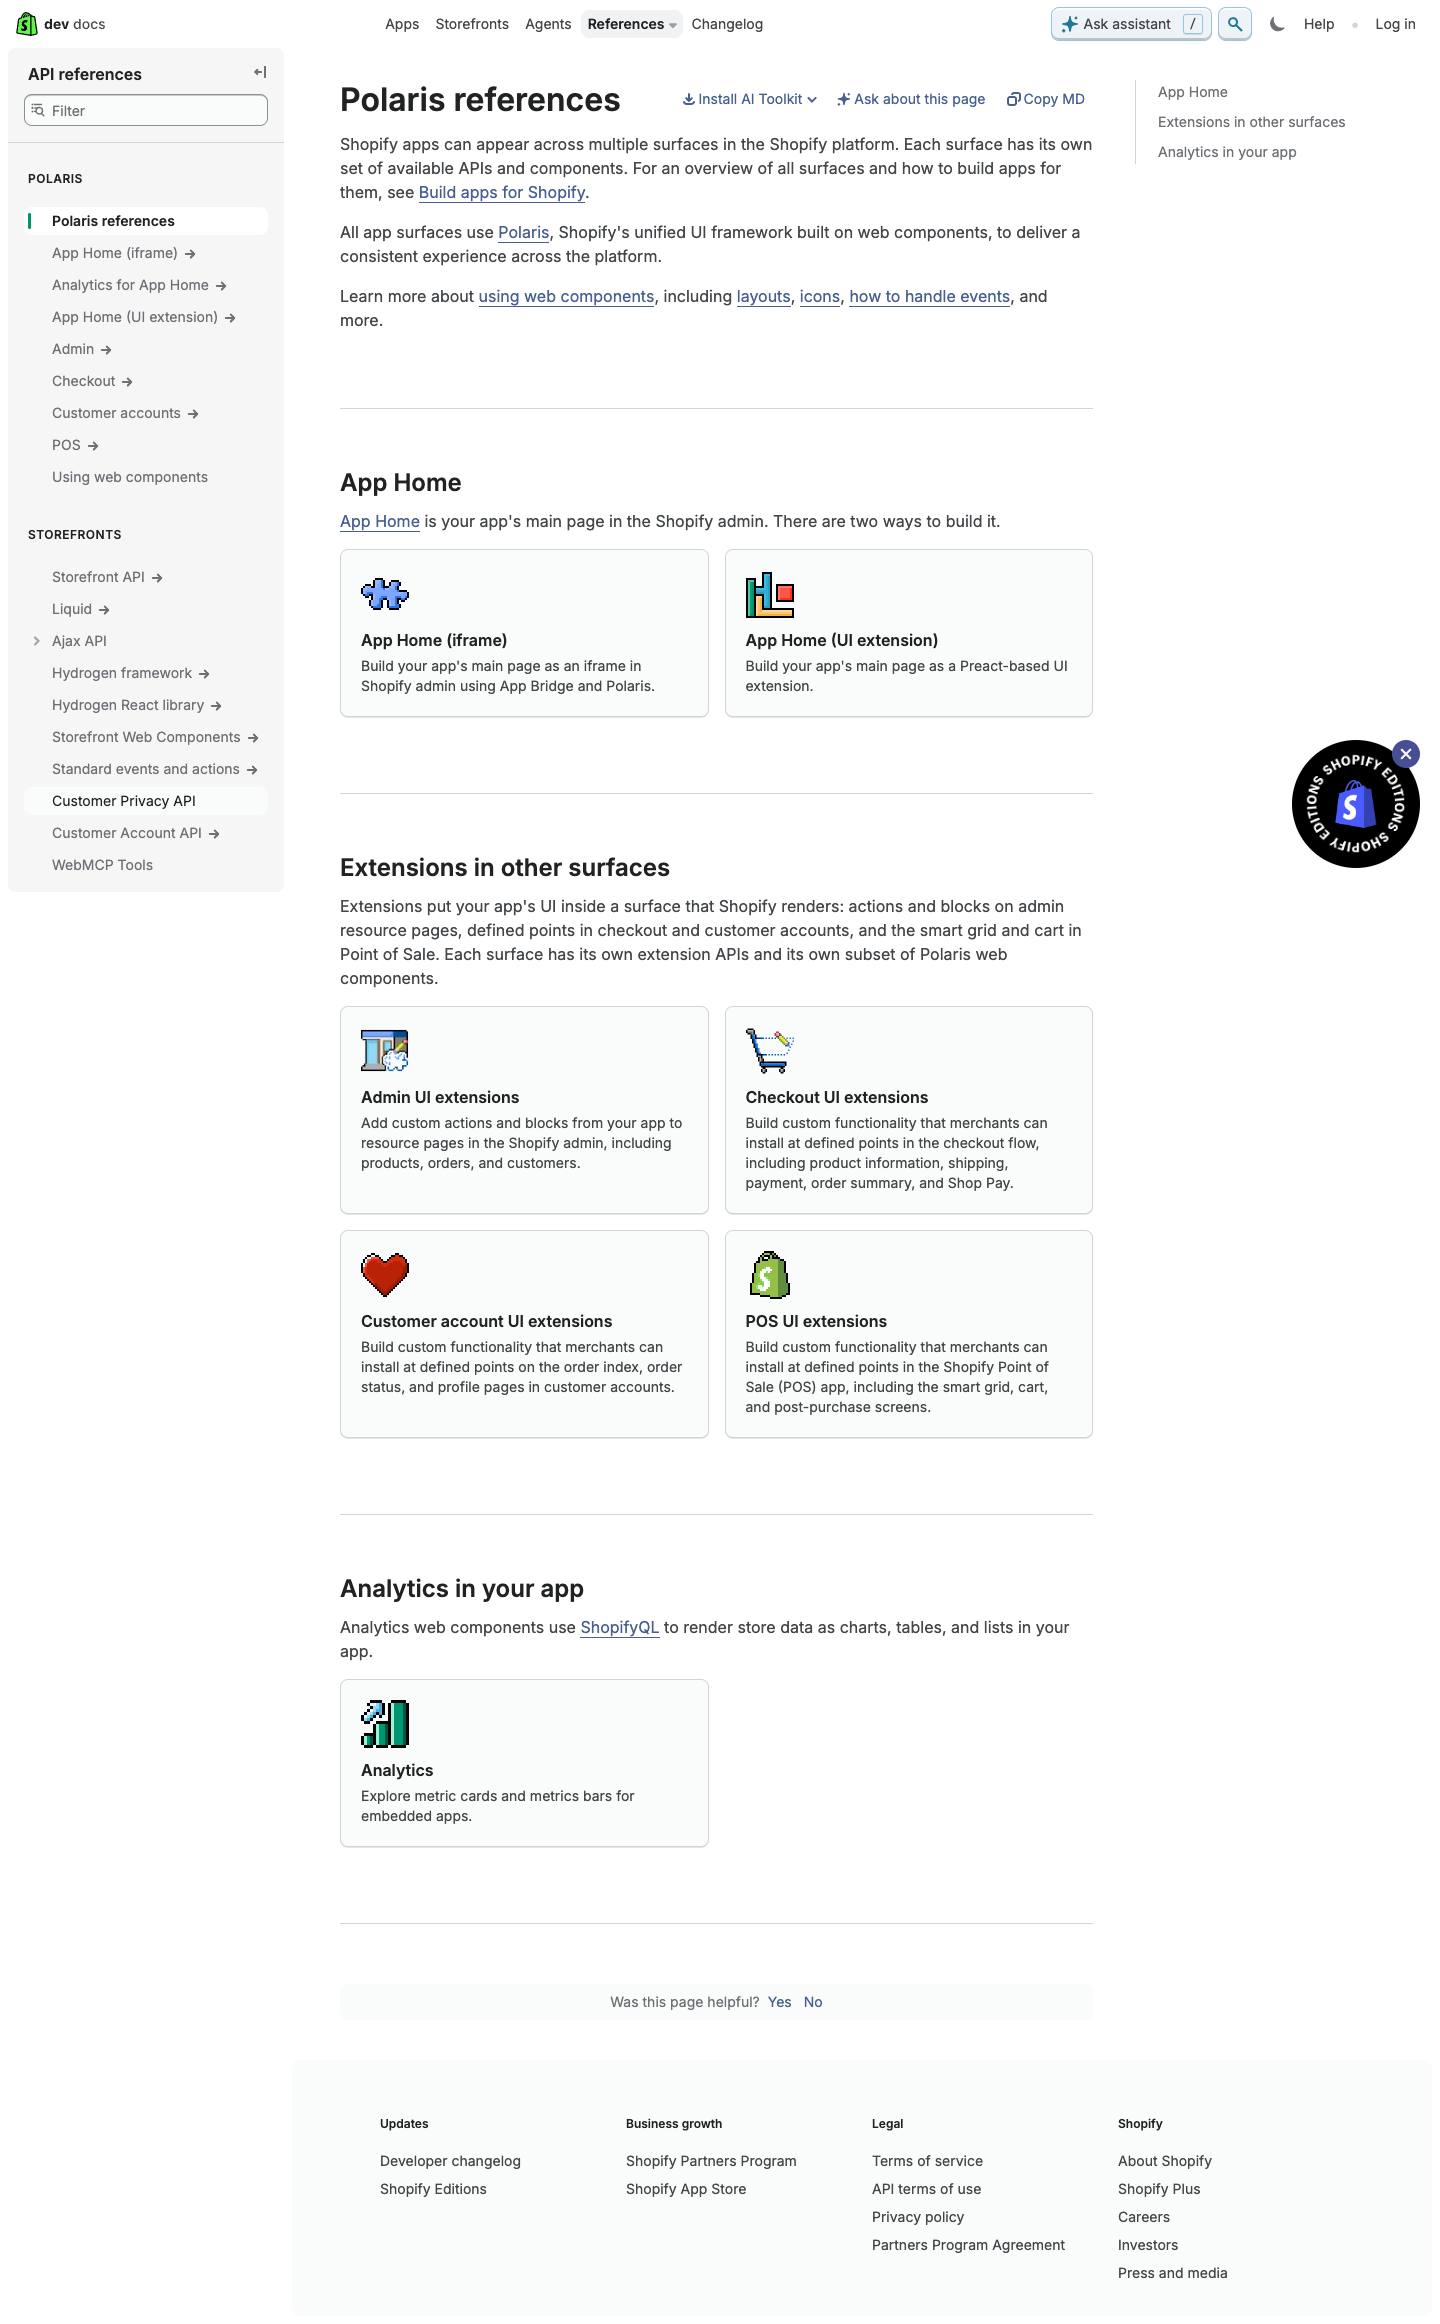 dev docs
Apps Storefronts Agents References Changelog
Ask assistant /
Help
Log in
API references
Filter
POLARIS
Polaris references
App Home (iframe) →
Analytics for App Home →
App Home (UI extension) →
Admin →
Checkout →
Customer accounts →
POS →
Using web components
STOREFRONTS
Storefront API →
Liquid →
Ajax API
Hydrogen framework →
Hydrogen React library →
Storefront Web Components →
Standard events and actions →
Customer Privacy API
Customer Account API →
WebMCP Tools
Polaris references
Install AI Toolkit
Ask about this page
Copy MD
Shopify apps can appear across multiple surfaces in the Shopify platform. Each surface has its own
set of available APIs and components. For an overview of all surfaces and how to build apps for
them, see Build apps for Shopify.
All app surfaces use Polaris, Shopify's unified UI framework built on web components, to deliver a
consistent experience across the platform.
Learn more about using web components, including layouts, icons, how to handle events, and
more.
App Home
App Home is your app's main page in the Shopify admin. There are two ways to build it.
App Home (iframe)
Build your app's main page as an iframe in
Shopify admin using App Bridge and Polaris.
App Home (UI extension)
Build your app's main page as a Preact-based UI
extension.
Extensions in other surfaces
Extensions put your app's UI inside a surface that Shopify renders: actions and blocks on admin
resource pages, defined points in checkout and customer accounts, and the smart grid and cart in
Point of Sale. Each surface has its own extension APIs and its own subset of Polaris web
components.
Admin UI extensions
Add custom actions and blocks from your app to
resource pages in the Shopify admin, including
products, orders, and customers.
Checkout UI extensions
Build custom functionality that merchants can
install at defined points in the checkout flow,
including product information, shipping,
payment, order summary, and Shop Pay.
Customer account UI extensions
Build custom functionality that merchants can
install at defined points on the order index, order
status, and profile pages in customer accounts.
POS UI extensions
Build custom functionality that merchants can
install at defined points in the Shopify Point of
Sale (POS) app, including the smart grid, cart,
and post-purchase screens.
Analytics in your app
Analytics web components use ShopifyQL to render store data as charts, tables, and lists in your
app.
Analytics
Explore metric cards and metrics bars for
embedded apps.
Was this page helpful? Yes No
App Home
Extensions in other surfaces
Analytics in your app
SHOPIFY EDITIONS SHOPIFY EDITIONS
Updates
Developer changelog
Shopify Editions
Business growth
Shopify Partners Program
Shopify App Store
Legal
Terms of service
API terms of use
Privacy policy
Partners Program Agreement
Shopify
About Shopify
Shopify Plus
Careers
Investors
Press and media